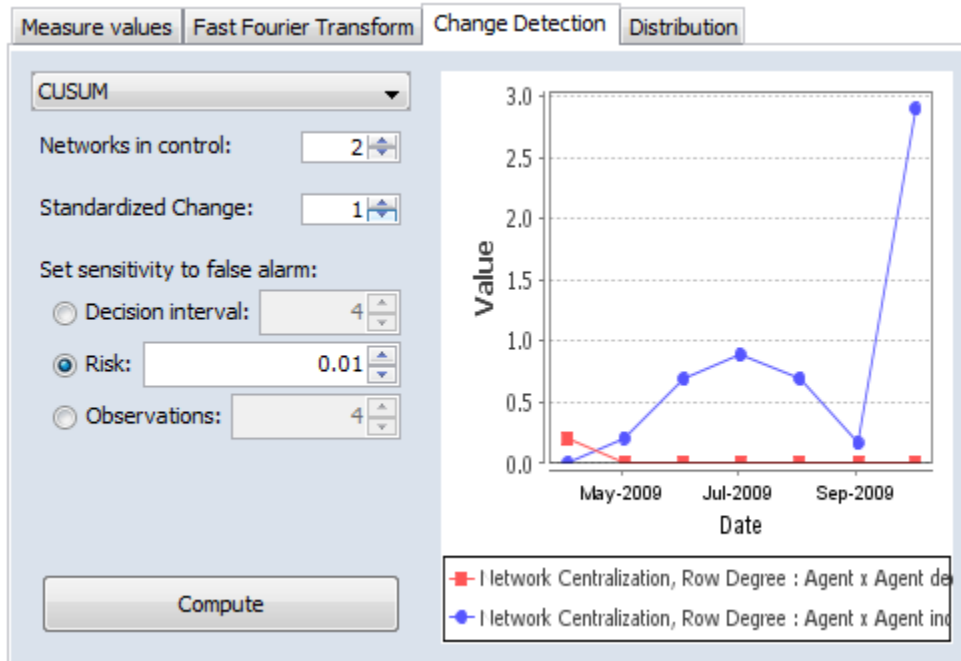 Measure values Fast Fourier Transform Change Detection Distribution
CUSUM
Networks in control: 2
Standardized Change: 1
Set sensitivity to false alarm:
Decision interval: 4
Risk: 0.01
Observations: 4
Compute
3.0
2.5
2.0
1.5
1.0
0.5
0.0
Value
May-2009 Jul-2009 Sep-2009
Date
Network Centralization, Row Degree : Agent x Agent de
Network Centralization, Row Degree : Agent x Agent inc